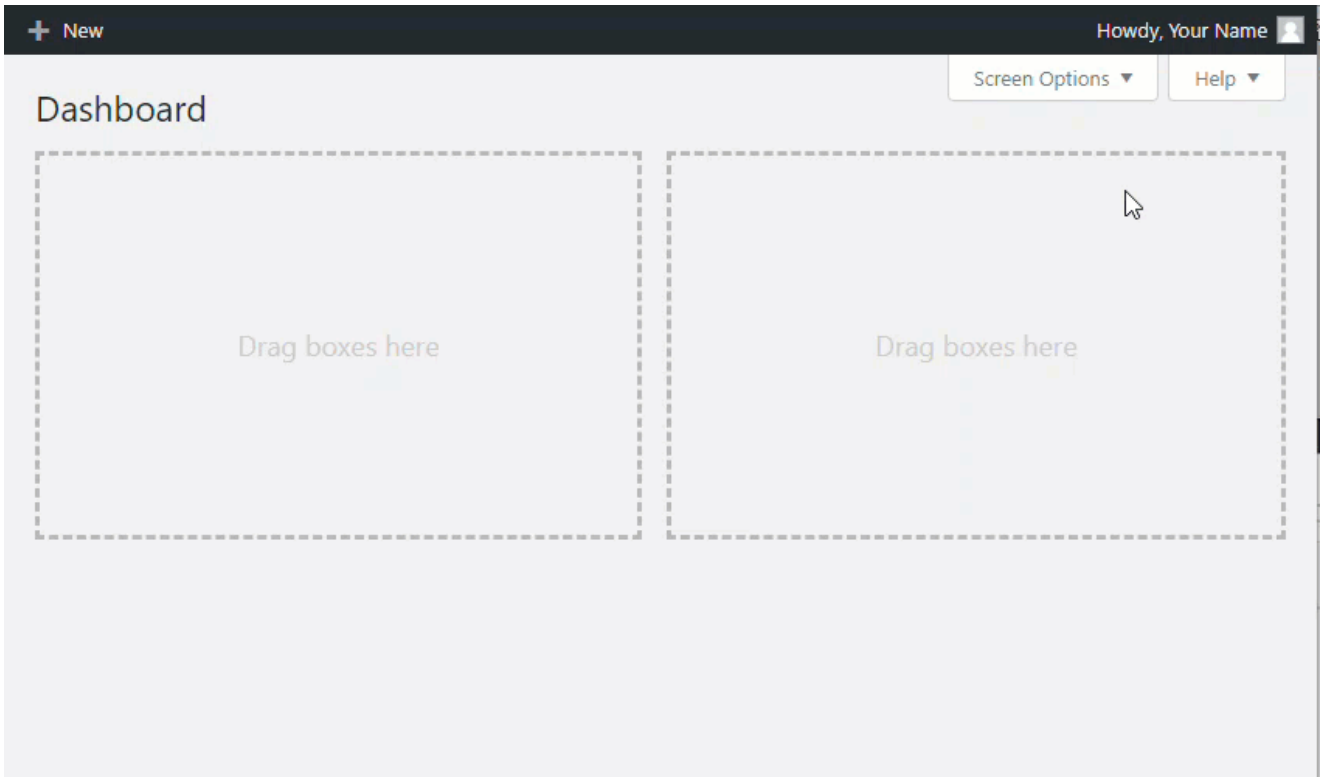 New
Howdy, Your Name
Screen Options
Help
Dashboard
Drag boxes here
Drag boxes here